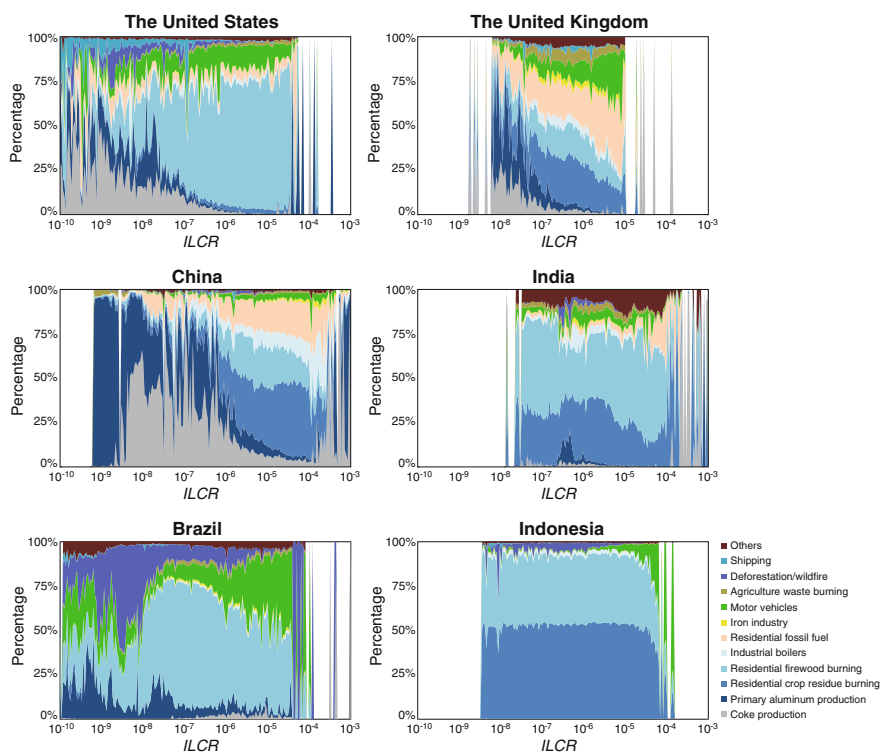 The United States
100%
75%
50%
25%
0%
Percentage
10-10 10-9 10-8 10-7 10-6 10-5 10-4 10-3
ILCR
The United Kingdom
100%
75%
50%
25%
0%
Percentage
10-10 10-9 10-8 10-7 10-6 10-5 10-4 10-3
ILCR
China
100%
75%
50%
25%
0%
Percentage
10-10 10-9 10-8 10-7 10-6 10-5 10-4 10-3
ILCR
India
100%
75%
50%
25%
0%
Percentage
10-10 10-9 10-8 10-7 10-6 10-5 10-4 10-3
ILCR
Brazil
100%
75%
50%
25%
0%
Percentage
10-10 10-9 10-8 10-7 10-6 10-5 10-4 10-3
ILCR
Indonesia
100%
75%
50%
25%
0%
Percentage
10-10 10-9 10-8 10-7 10-6 10-5 10-4 10-3
ILCR
Others
Shipping
Deforestation/wildfire
Agriculture waste burning
Motor vehicles
Iron industry
Residential fossil fuel
Industrial boilers
Residential firewood burning
Residential crop residue burning
Primary aluminum production
Coke production